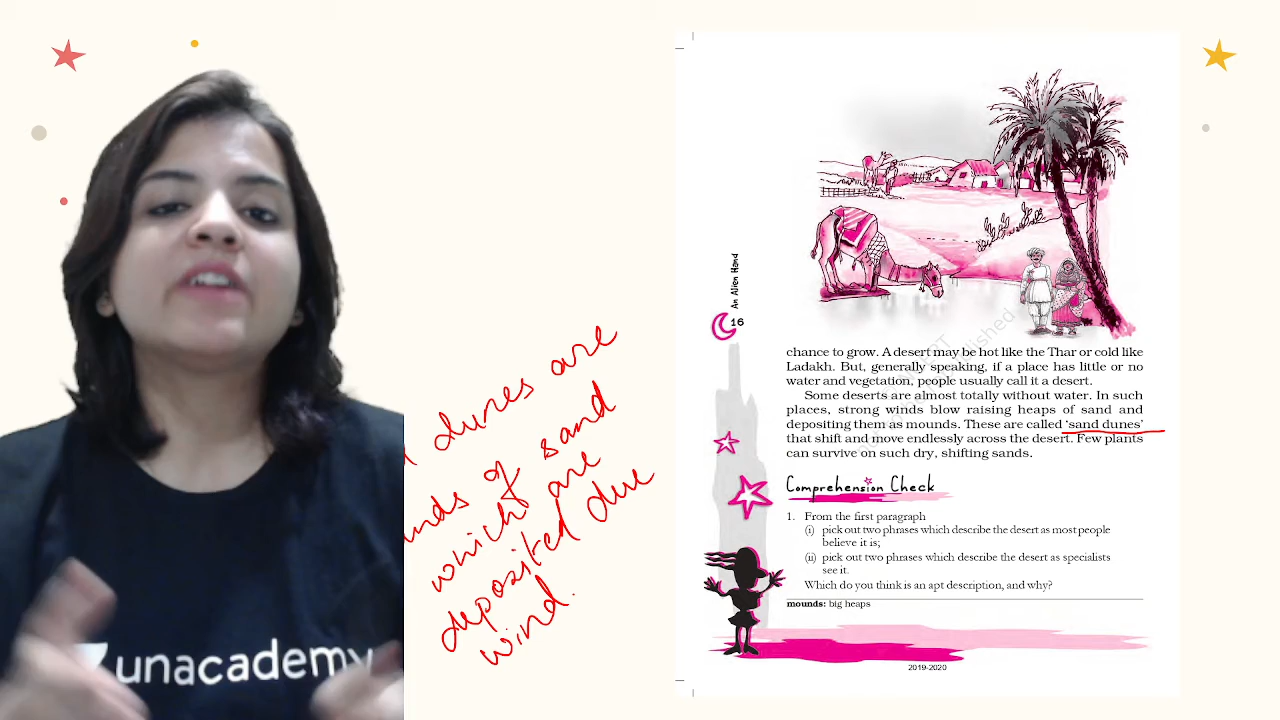 dunes are
of sand
which are
deposited due
wind.
unacademy
An Alien Hand
16
chance to grow. A desert may be hot like the Thar or cold like
Ladakh. But, generally speaking, if a place has little or no
water and vegetation, people usually call it a desert.
Some deserts are almost totally without water. In such
places, strong winds blow raising heaps of sand and
depositing them as mounds. These are called ‘sand dunes’
that shift and move endlessly across the desert. Few plants
can survive on such dry, shifting sands.
Comprehension Check
1. From the first paragraph
(i) pick out two phrases which describe the desert as most people
believe it is;
(ii) pick out two phrases which describe the desert as specialists
see it.
Which do you think is an apt description, and why?
mounds: big heaps
2019-2020